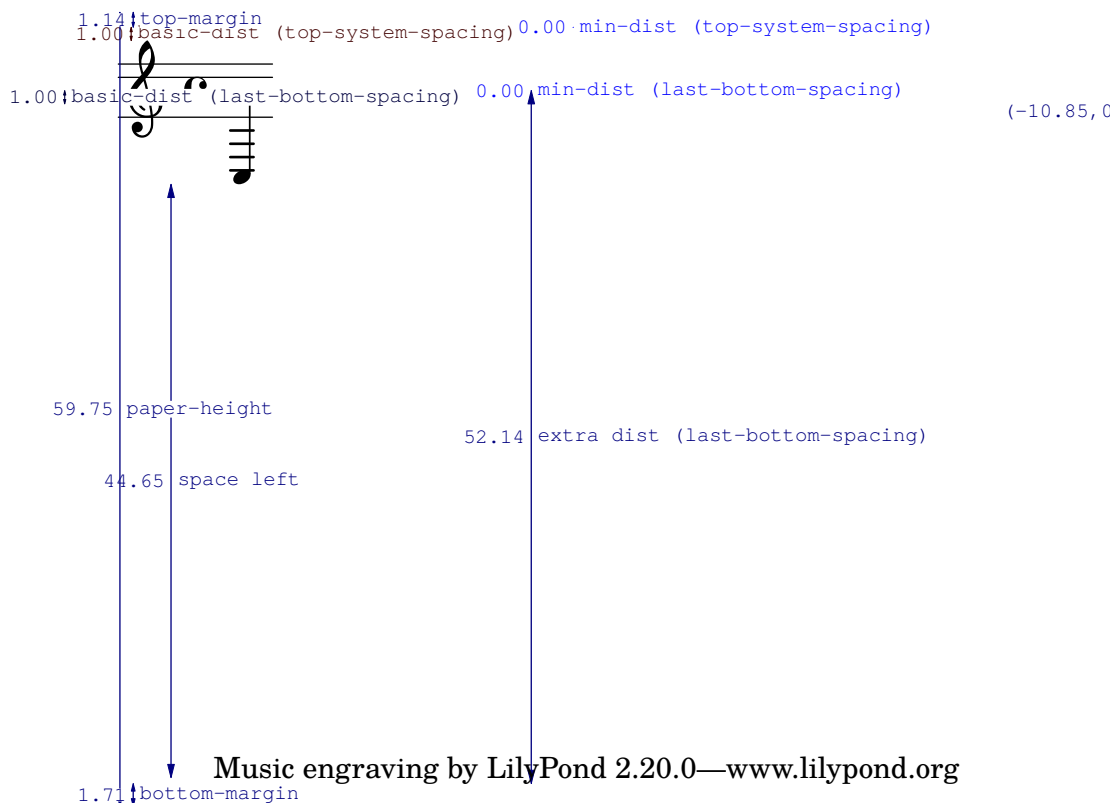 1.14 top-margin
1.00 basic-dist (top-system-spacing) 0.00 min-dist (top-system-spacing)
1.00 basic-dist (last-bottom-spacing) 0.00 min-dist (last-bottom-spacing)
(-10.85,0
59.75 paper-height
52.14 extra dist (last-bottom-spacing)
44.65 space left
Music engraving by LilyPond 2.20.0—www.lilypond.org
1.71 bottom-margin